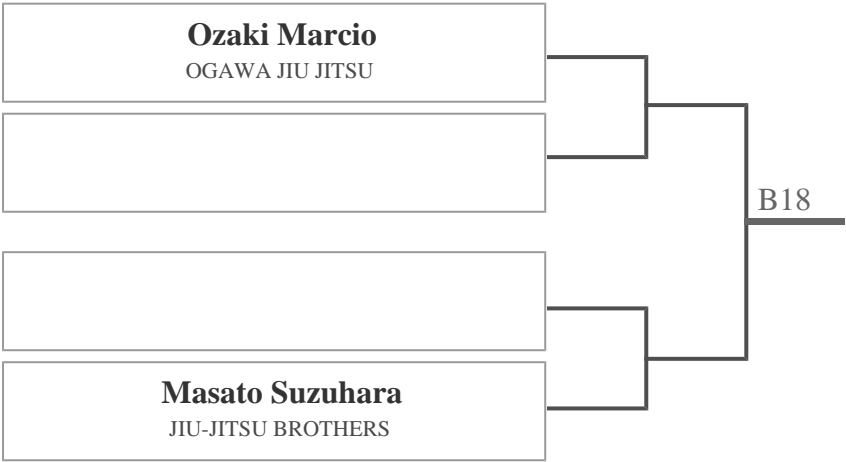 Ozaki Marcio
OGAWA JIU JITSU
B18
Masato Suzuhara
JIU-JITSU BROTHERS